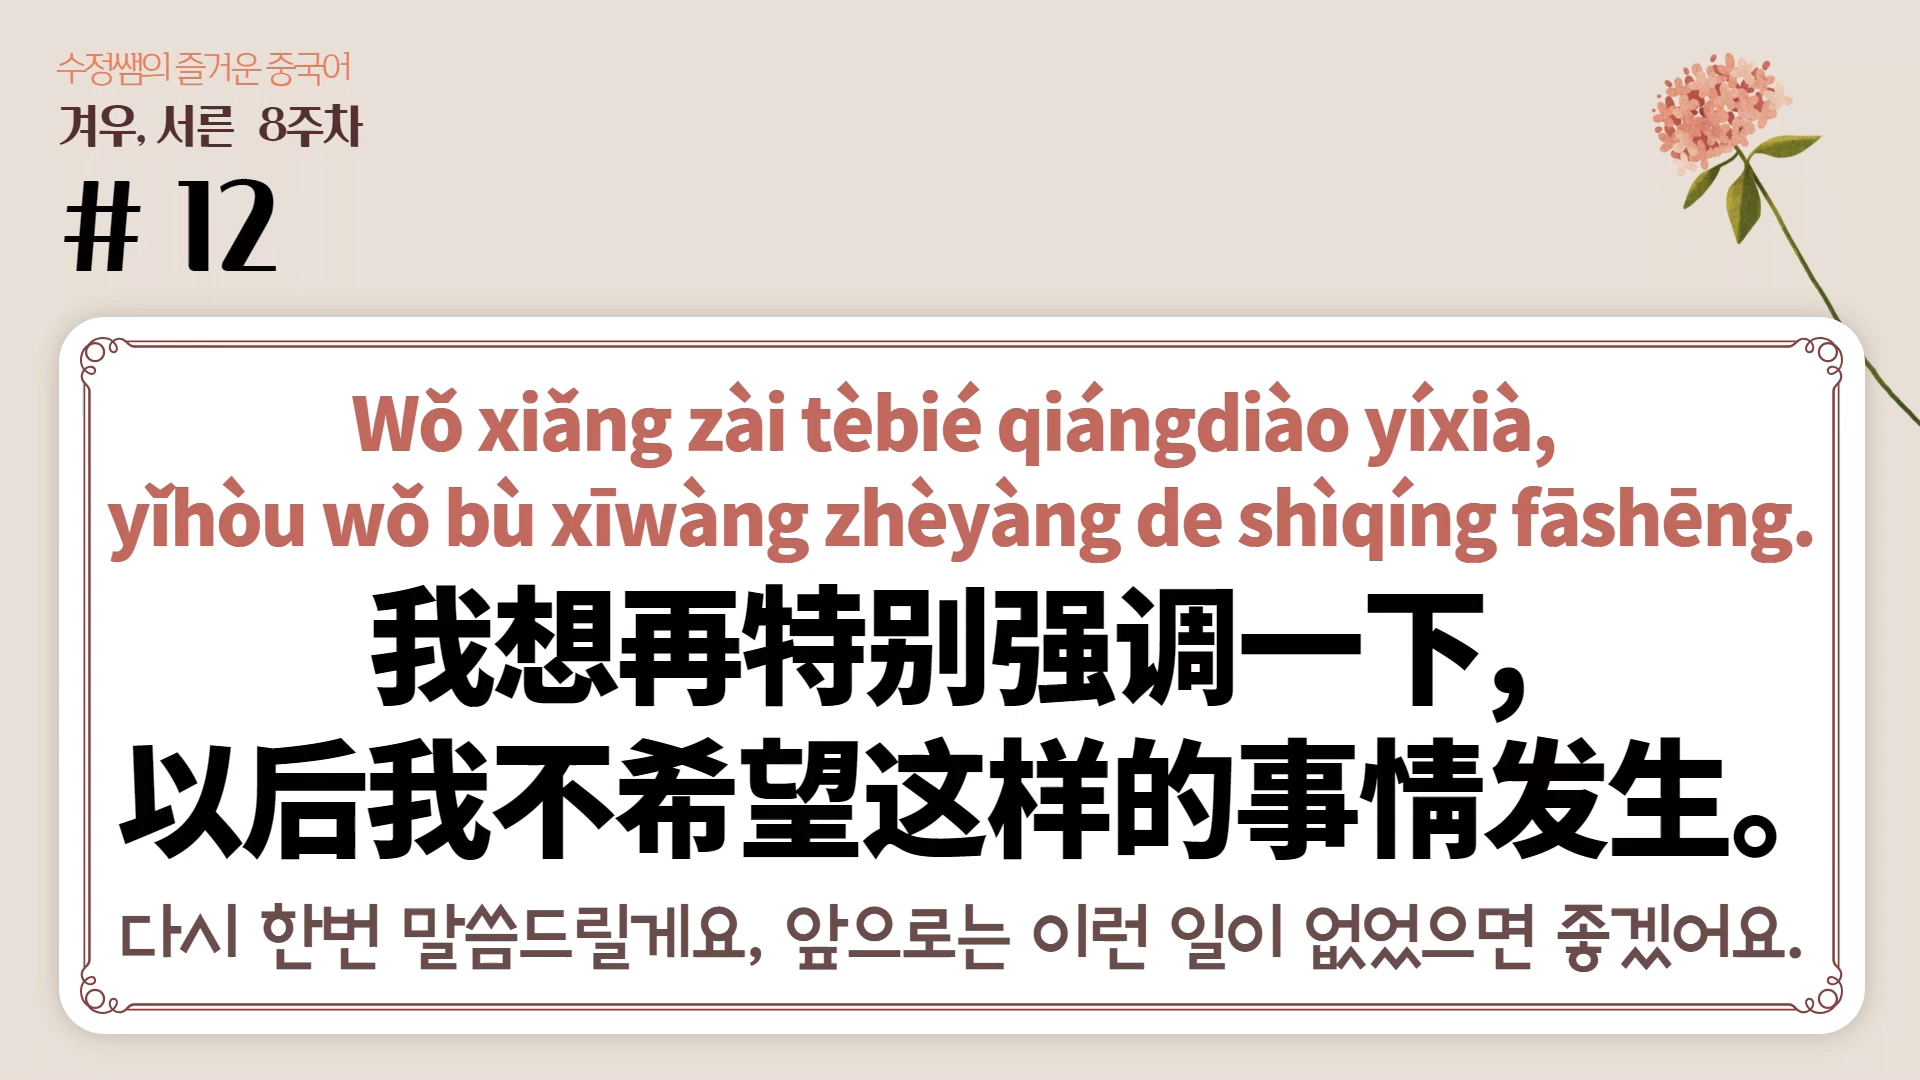 수정쌤의 즐거운 중국어
겨우, 서른 8주차
# 12
Wǒ xiǎng zài tèbié qiángdiào yíxià,
yǐhòu wǒ bù xīwàng zhèyàng de shìqíng fāshēng.
我想再特别强调一下,
以后我不希望这样的事情发生。
다시 한번 말씀드릴게요, 앞으로는 이런 일이 없었으면 좋겠어요.